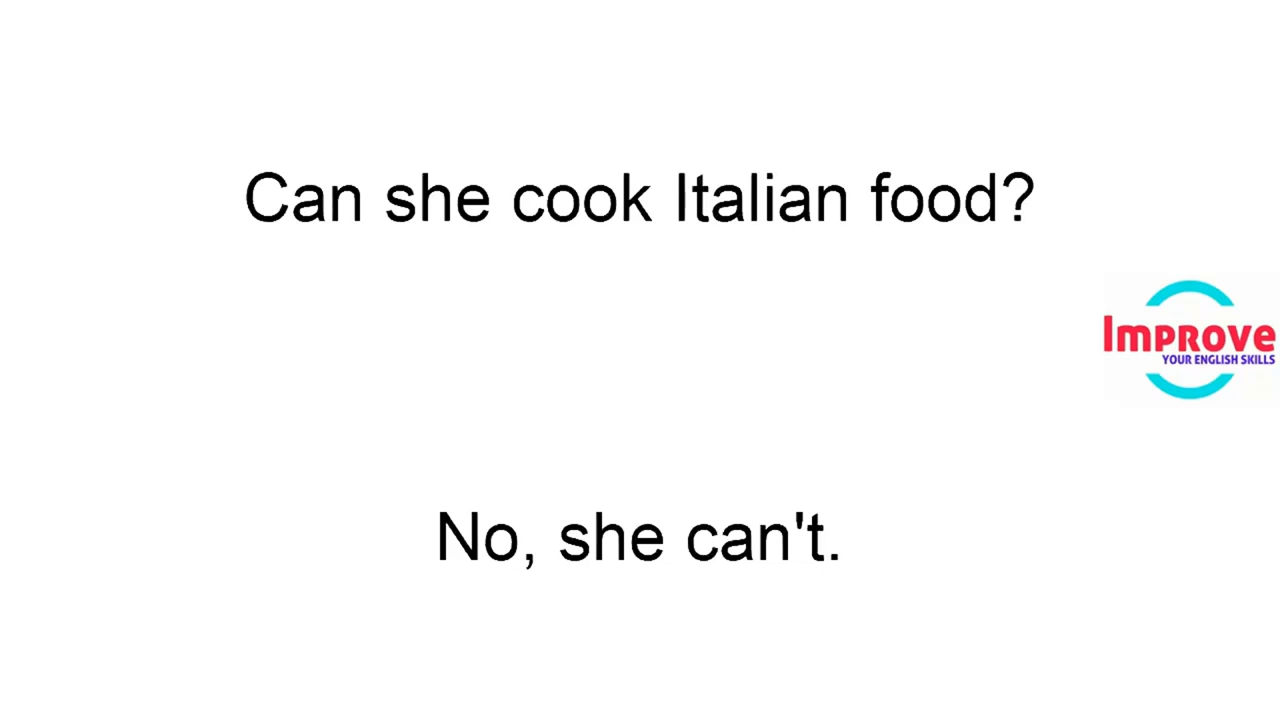 Can she cook Italian food?
Improve
YOUR ENGLISH SKILLS
No, she can't.